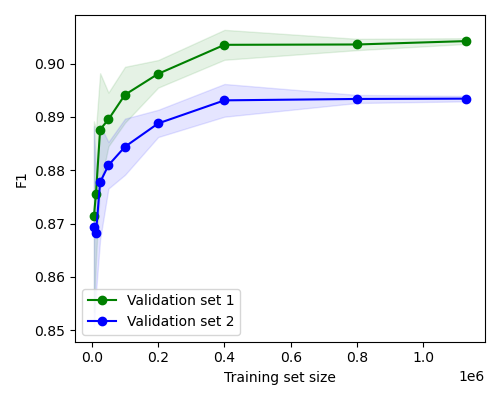 0.90
0.89
0.88
0.87
0.86
0.85
F1
Validation set 1
Validation set 2
0.0 0.2 0.4 0.6 0.8 1.0
1e6
Training set size